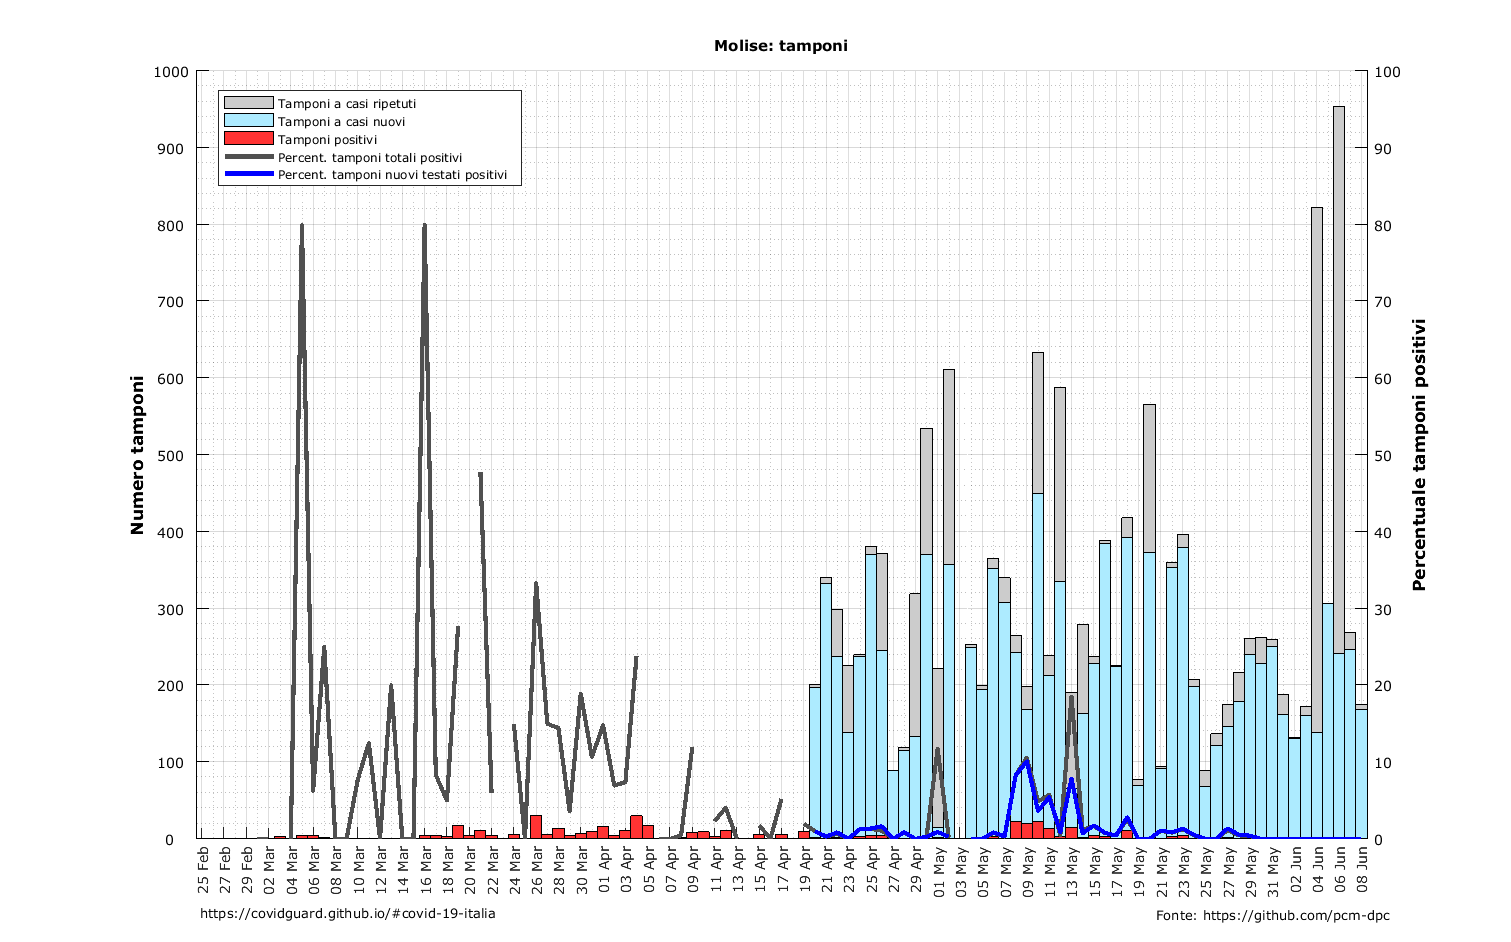 Molise: tamponi
1000
900
800
700
600
500
400
300
200
100
0
100
90
80
70
60
50
40
30
20
10
0
Tamponi a casi ripetuti
Tamponi a casi nuovi
Tamponi positivi
Percent. tamponi totali positivi
Percent. tamponi nuovi testati positivi
Numero tamponi
Percentuale tamponi positivi
25 Feb
27 Feb
29 Feb
02 Mar
04 Mar
06 Mar
08 Mar
10 Mar
12 Mar
14 Mar
16 Mar
18 Mar
20 Mar
22 Mar
24 Mar
26 Mar
28 Mar
30 Mar
01 Apr
03 Apr
05 Apr
07 Apr
09 Apr
11 Apr
13 Apr
15 Apr
17 Apr
19 Apr
21 Apr
23 Apr
25 Apr
27 Apr
29 Apr
01 May
03 May
05 May
07 May
09 May
11 May
13 May
15 May
17 May
19 May
21 May
23 May
25 May
27 May
29 May
31 May
02 Jun
04 Jun
06 Jun
08 Jun
https://covidguard.github.io/#covid-19-italia
Fonte: https://github.com/pcm-dpc